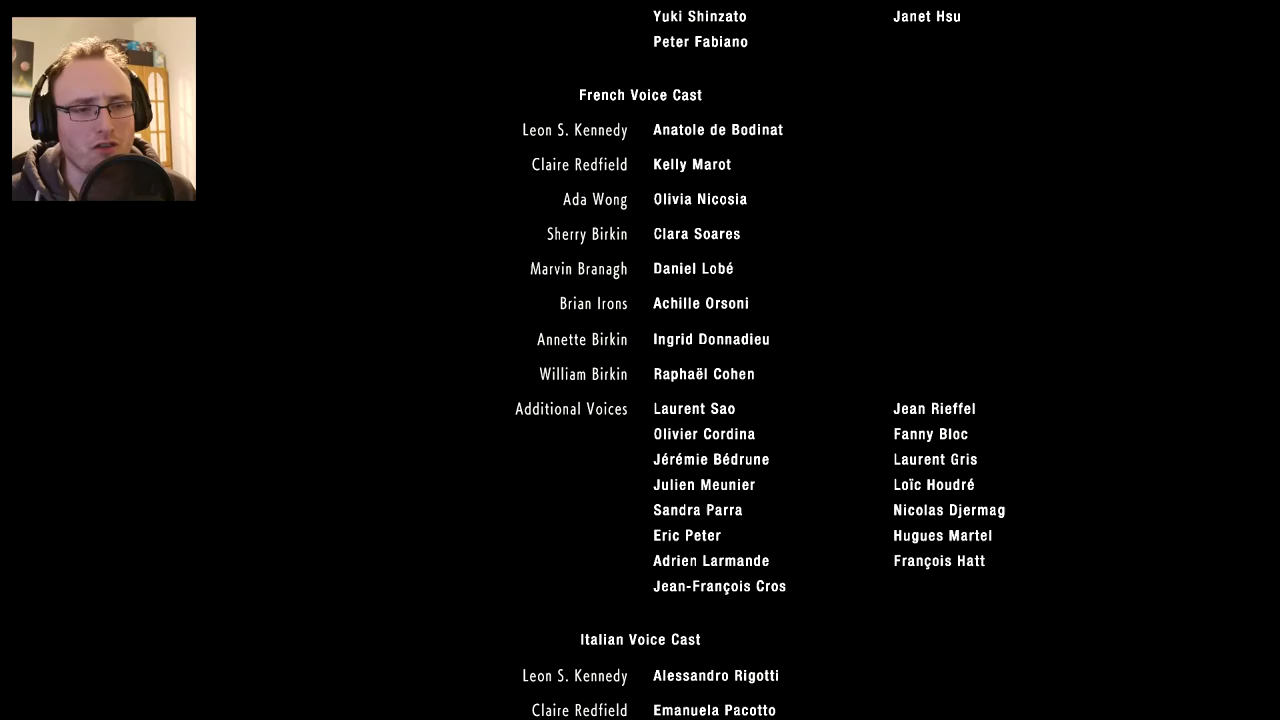 Yuki Shinzato Janet Hsu
Peter Fabiano
French Voice Cast
Leon S. Kennedy Anatole de Bodinat
Claire Redfield Kelly Marot
Ada Wong Olivia Nicosia
Sherry Birkin Clara Soares
Marvin Branagh Daniel Lobé
Brian Irons Achille Orsoni
Annette Birkin Ingrid Donnadieu
William Birkin Raphaël Cohen
Additional Voices Laurent Sao Jean Rieffel
Olivier Cordina Fanny Bloc
Jérémie Bédrune Laurent Gris
Julien Meunier Loïc Houdré
Sandra Parra Nicolas Djermag
Eric Peter Hugues Martel
Adrien Larmande François Hatt
Jean-François Cros
Italian Voice Cast
Leon S. Kennedy Alessandro Rigotti
Claire Redfield Emanuela Pacotto